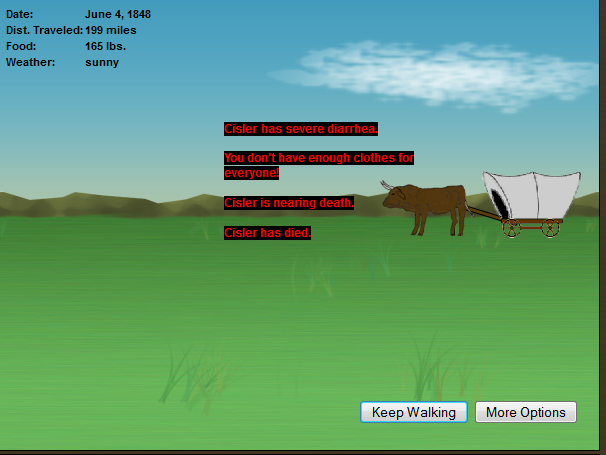 Date: June 4, 1848
Dist. Traveled: 199 miles
Food: 165 lbs.
Weather: sunny
Cisler has severe diarrhea.
You don't have enough clothes for
everyone!
Cisler is nearing death.
Cisler has died.
Keep Walking More Options